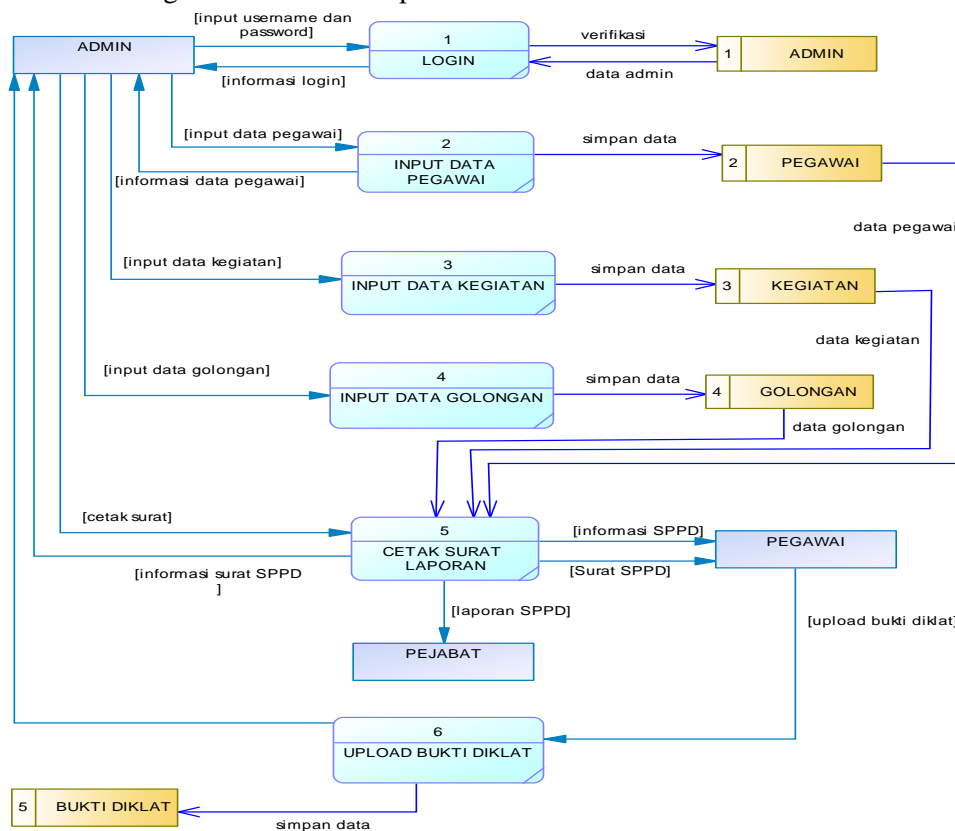 [input username dan
password]
ADMIN
1
LOGIN
verifikasi
1 ADMIN
[informasi login]
data admin
[input data pegawai]
2
INPUT DATA
PEGAWAI
simpan data
2 PEGAWAI
[informasi data pegawai]
data pegawai
[input data kegiatan]
3
INPUT DATA KEGIATAN
simpan data
3 KEGIATAN
data kegiatan
[input data golongan]
4
INPUT DATA GOLONGAN
simpan data
4 GOLONGAN
data golongan
[cetak surat]
5
CETAK SURAT
LAPORAN
[informasi SPPD]
PEGAWAI
[informasi surat SPPD
]
[Surat SPPD]
[laporan SPPD]
[upload bukti diklat]
PEJABAT
6
UPLOAD BUKTI DIKLAT
5 BUKTI DIKLAT
simpan data